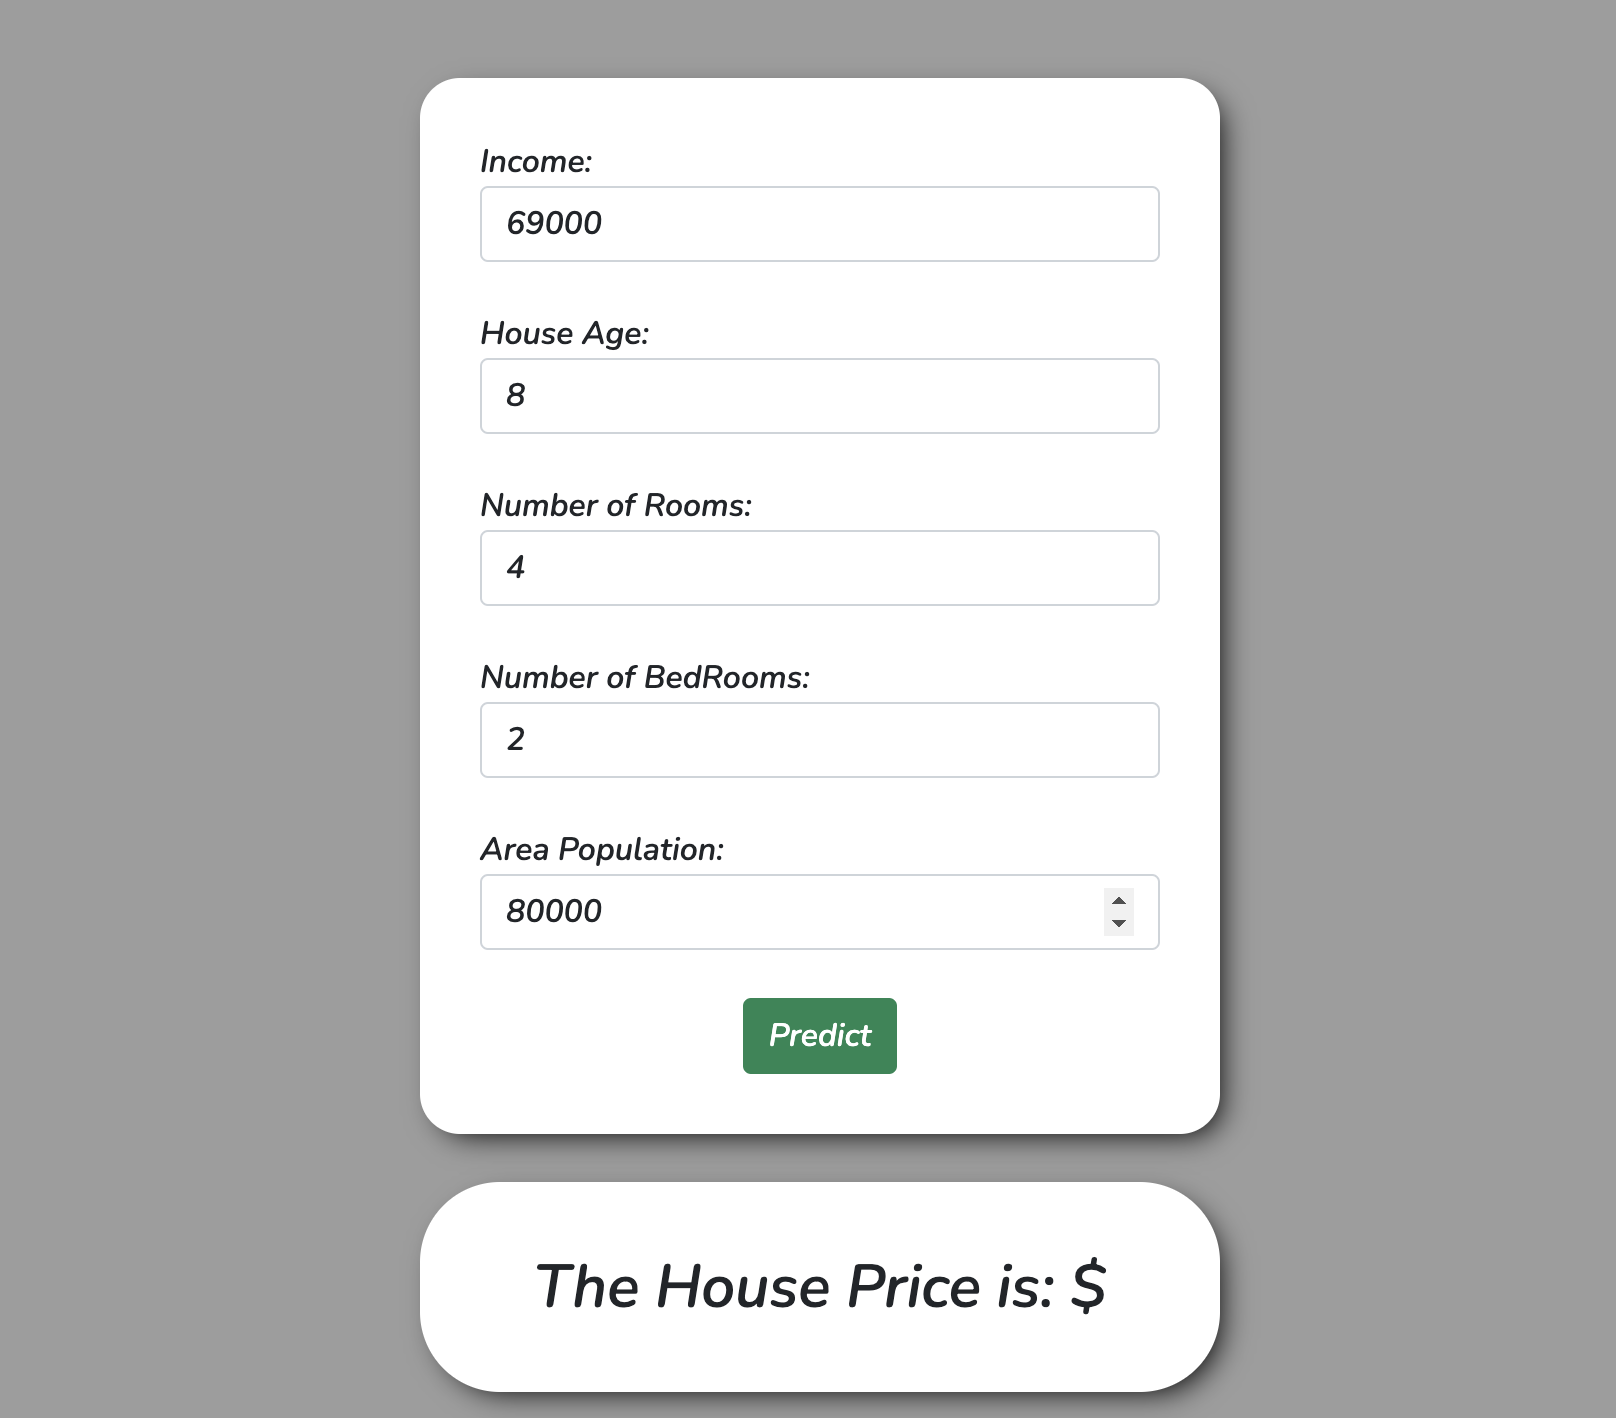 Income:
69000
House Age:
8
Number of Rooms:
4
Number of BedRooms:
2
Area Population:
80000
Predict
The House Price is: $